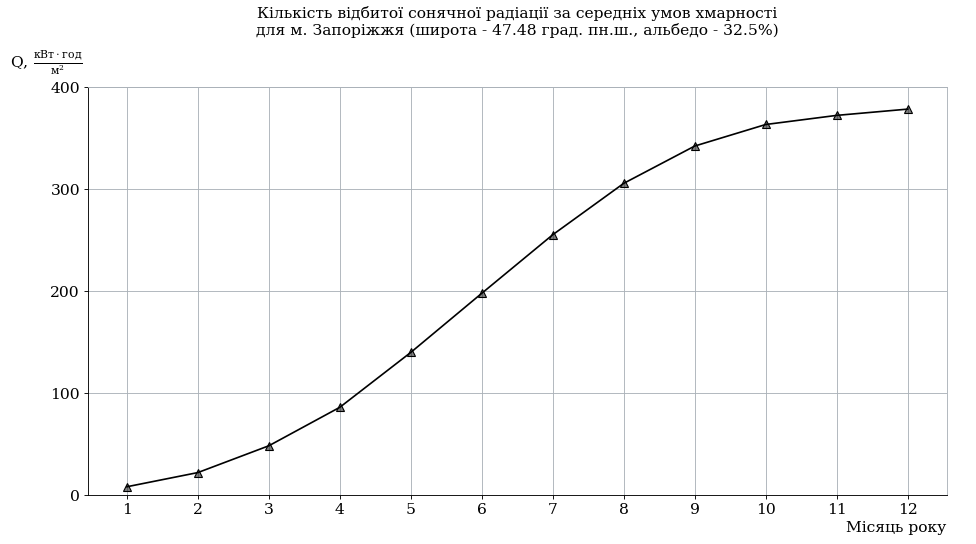 Кількість відбитої сонячної радіації за середніх умов хмарності
для м. Запоріжжя (широта - 47.48 град. пн.ш., альбедо - 32.5%)
Q, кВт·год/м²
400
300
200
100
0
1 2 3 4 5 6 7 8 9 10 11 12
Місяць року